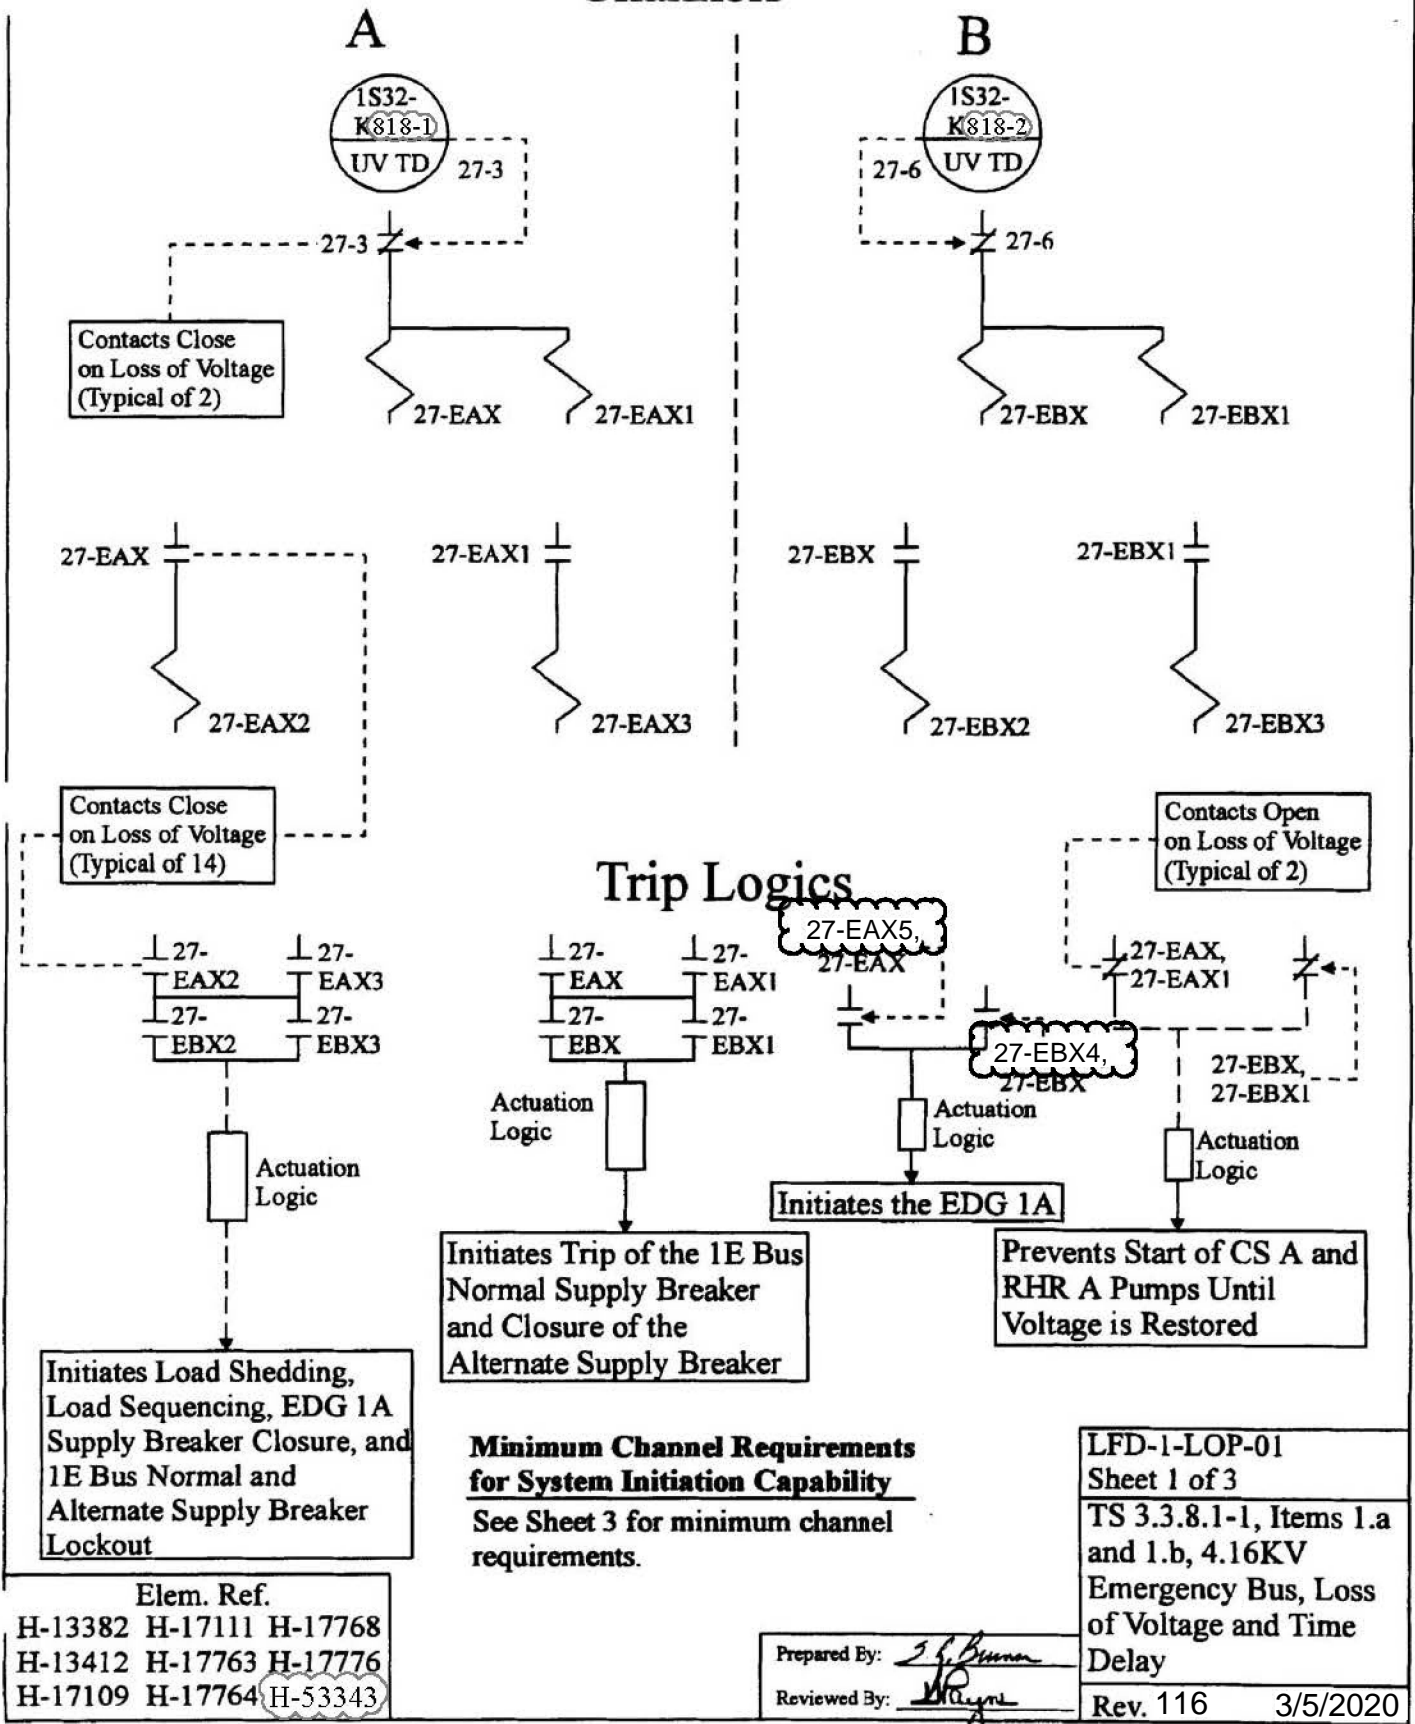 A
B
1S32-
K818-1
UV TD
27-3
27-3
1S32-
K818-2
UV TD
27-6
27-6
Contacts Close
on Loss of Voltage
(Typical of 2)
27-EAX
27-EAX1
27-EBX
27-EBX1
27-EAX
27-EAX1
27-EBX
27-EBX1
27-EAX2
27-EAX3
27-EBX2
27-EBX3
Contacts Close
on Loss of Voltage
(Typical of 14)
Contacts Open
on Loss of Voltage
(Typical of 2)
Trip Logics
27-
EAX2
27-
EAX3
27-
EBX2
27-
EBX3
27-
EAX
27-
EAX1
27-
EBX
27-
EBX1
27-EAX5,
27-EAX
27-EBX4,
27-EBX
27-EAX,
27-EAX1
27-EBX,
27-EBX1
Actuation
Logic
Actuation
Logic
Actuation
Logic
Actuation
Logic
Initiates the EDG 1A
Initiates Trip of the 1E Bus
Normal Supply Breaker
and Closure of the
Alternate Supply Breaker
Prevents Start of CS A and
RHR A Pumps Until
Voltage is Restored
Initiates Load Shedding,
Load Sequencing, EDG 1A
Supply Breaker Closure, and
1E Bus Normal and
Alternate Supply Breaker
Lockout
Minimum Channel Requirements
for System Initiation Capability
See Sheet 3 for minimum channel
requirements.
LFD-1-LOP-01
Sheet 1 of 3
TS 3.3.8.1-1, Items 1.a
and 1.b, 4.16KV
Emergency Bus, Loss
of Voltage and Time
Delay
Rev. 116 3/5/2020
Elem. Ref.
H-13382 H-17111 H-17768
H-13412 H-17763 H-17776
H-17109 H-17764 H-53343
Prepared By:
Reviewed By: